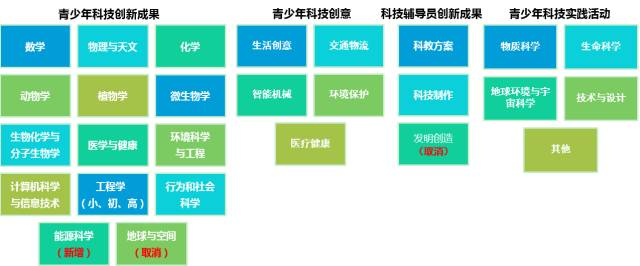 青少年科技创新成果
数学
物理与天文
化学
动物学
植物学
微生物学
生物化学与
分子生物学
医学与健康
环境科学
与工程
计算机科学
与信息技术
工程学
（小、初、高）
行为和社会
科学
能源科学
（新增）
地球与空间
（取消）
青少年科技创意
生活创意
交通物流
智能机械
环境保护
医疗健康
科技辅导员创新成果
科教方案
科技制作
发明创造
（取消）
青少年科技实践活动
物质科学
生命科学
地球环境与宇
宙科学
技术与设计
其他